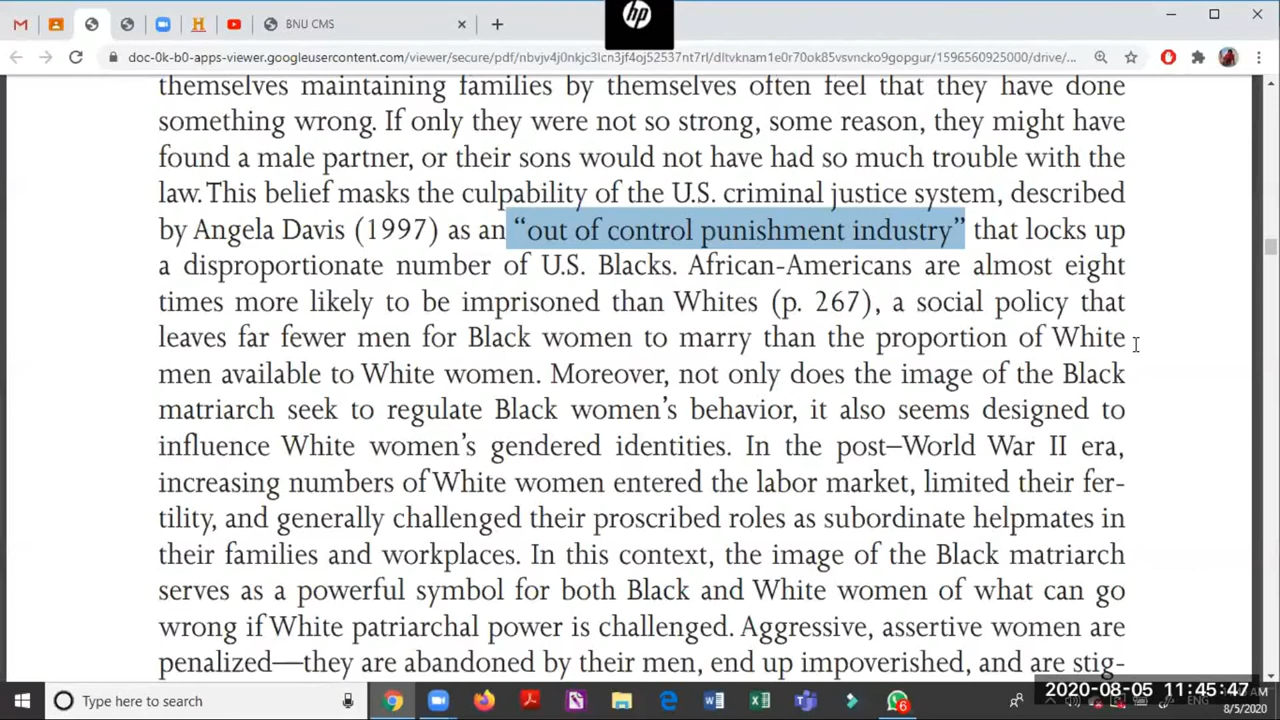 BNU CMS
hp
doc-0k-b0-apps-viewer.googleusercontent.com/viewer/secure/pdf/nbvjv4j0nkjc3lcn3jf4oj52537nt7rl/dltvknam1e0r70ok85vsvncko9gopgur/1596560925000/drive/...
themselves maintaining families by themselves often feel that they have done
something wrong. If only they were not so strong, some reason, they might have
found a male partner, or their sons would not have had so much trouble with the
law. This belief masks the culpability of the U.S. criminal justice system, described
by Angela Davis (1997) as an “out of control punishment industry” that locks up
a disproportionate number of U.S. Blacks. African-Americans are almost eight
times more likely to be imprisoned than Whites (p. 267), a social policy that
leaves far fewer men for Black women to marry than the proportion of White
men available to White women. Moreover, not only does the image of the Black
matriarch seek to regulate Black women’s behavior, it also seems designed to
influence White women’s gendered identities. In the post–World War II era,
increasing numbers of White women entered the labor market, limited their fer-
tility, and generally challenged their proscribed roles as subordinate helpmates in
their families and workplaces. In this context, the image of the Black matriarch
serves as a powerful symbol for both Black and White women of what can go
wrong if White patriarchal power is challenged. Aggressive, assertive women are
penalized—they are abandoned by their men, end up impoverished, and are stig-
Type here to search
6
ENG
2020-08-05 11:45:47
8/5/2020